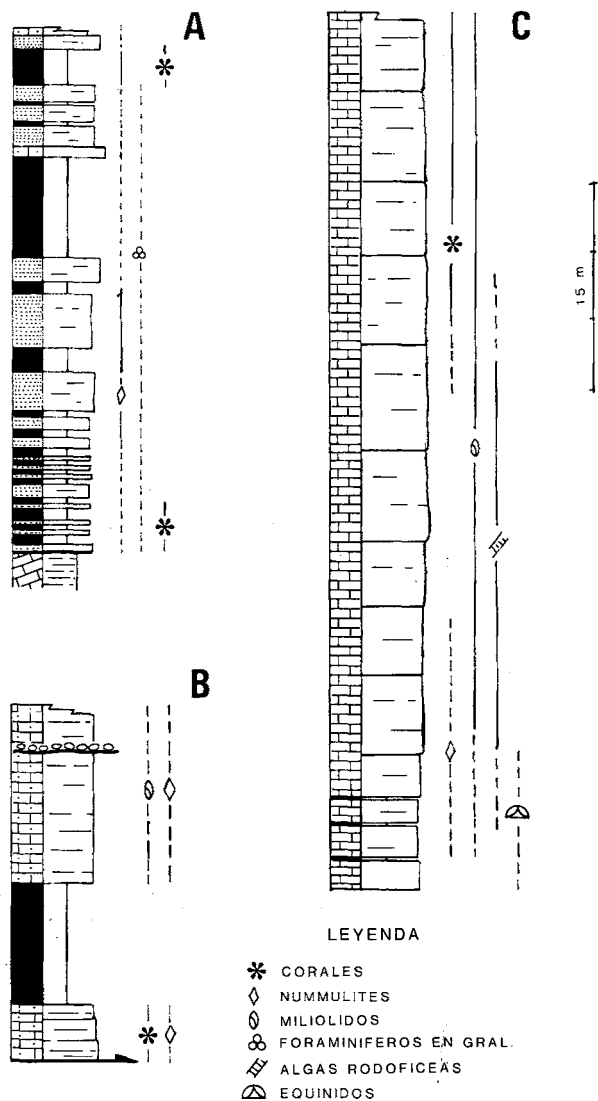 A
C
15 m
B
LEYENDA
CORALES
NUMMULITES
MILIOLIDOS
FORAMINIFEROS EN GRAL.
ALGAS RODOFICEAS
EQUINIDOS